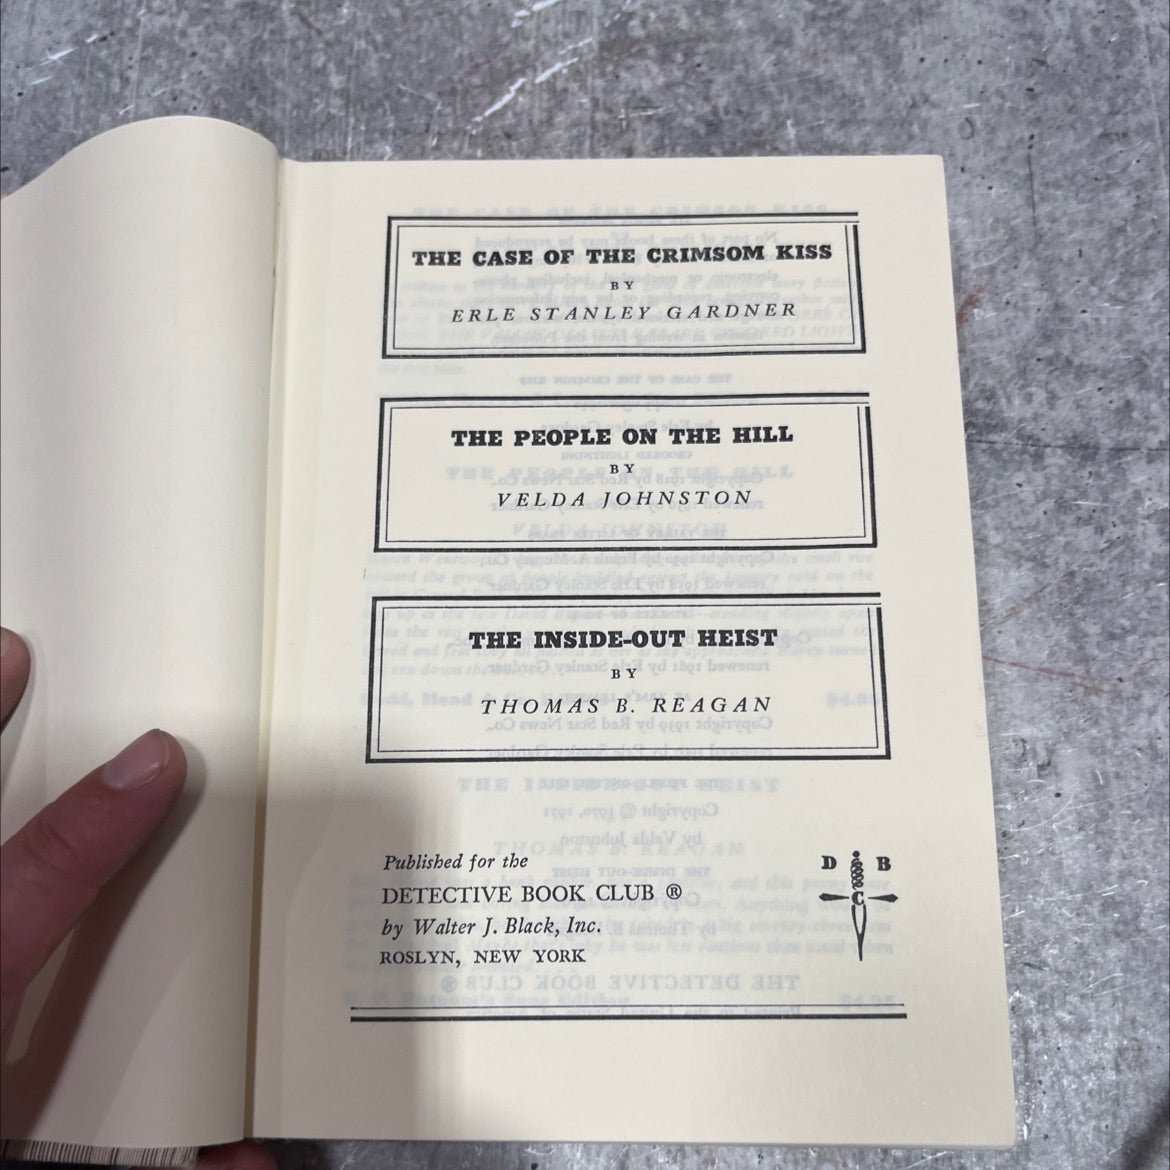 THE CASE OF THE CRIMSOM KISS
BY
ERLE STANLEY GARDNER
THE PEOPLE ON THE HILL
BY
VELDA JOHNSTON
THE INSIDE-OUT HEIST
BY
THOMAS B. REAGAN
Published for the
DETECTIVE BOOK CLUB ®
by Walter J. Black, Inc.
ROSLYN, NEW YORK
D B
C